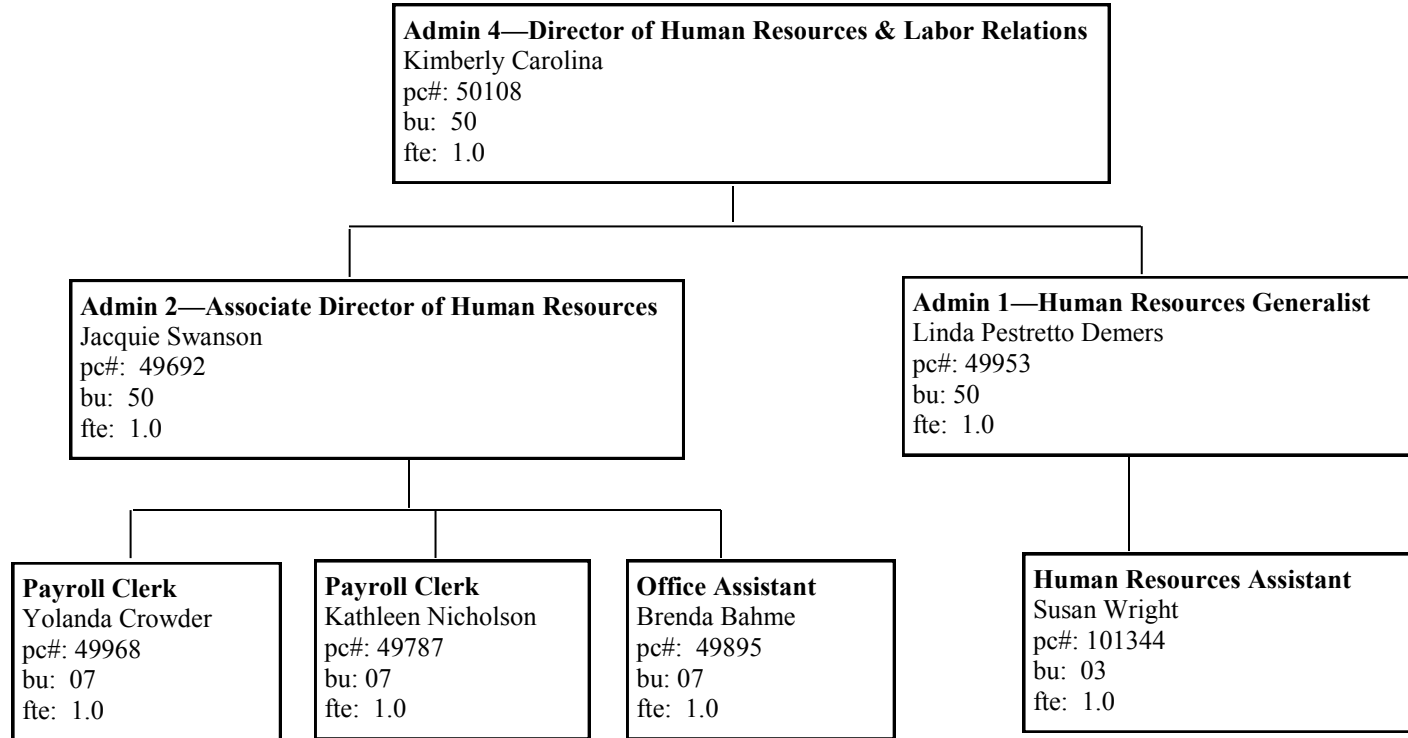 Admin 4—Director of Human Resources & Labor Relations
Kimberly Carolina
pc#: 50108
bu: 50
fte: 1.0
Admin 2—Associate Director of Human Resources
Jacquie Swanson
pc#: 49692
bu: 50
fte: 1.0
Admin 1—Human Resources Generalist
Linda Pestretto Demers
pc#: 49953
bu: 50
fte: 1.0
Payroll Clerk
Yolanda Crowder
pc#: 49968
bu: 07
fte: 1.0
Payroll Clerk
Kathleen Nicholson
pc#: 49787
bu: 07
fte: 1.0
Office Assistant
Brenda Bahme
pc#: 49895
bu: 07
fte: 1.0
Human Resources Assistant
Susan Wright
pc#: 101344
bu: 03
fte: 1.0